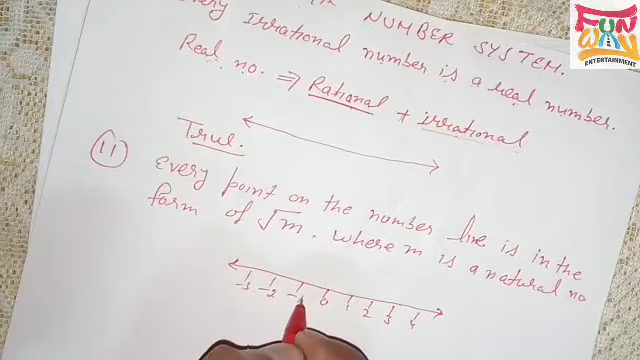 NUMBER SYSTEM.
Every Irrational number is a real number.
Real no. ⇒ Rational + irrational
True
(11)
Every point on the number line is in the
form of √m. where m is a natural no
-3 -2 -1 0 1 2 3 4
FUN
WAY
ENTERTAINMENT